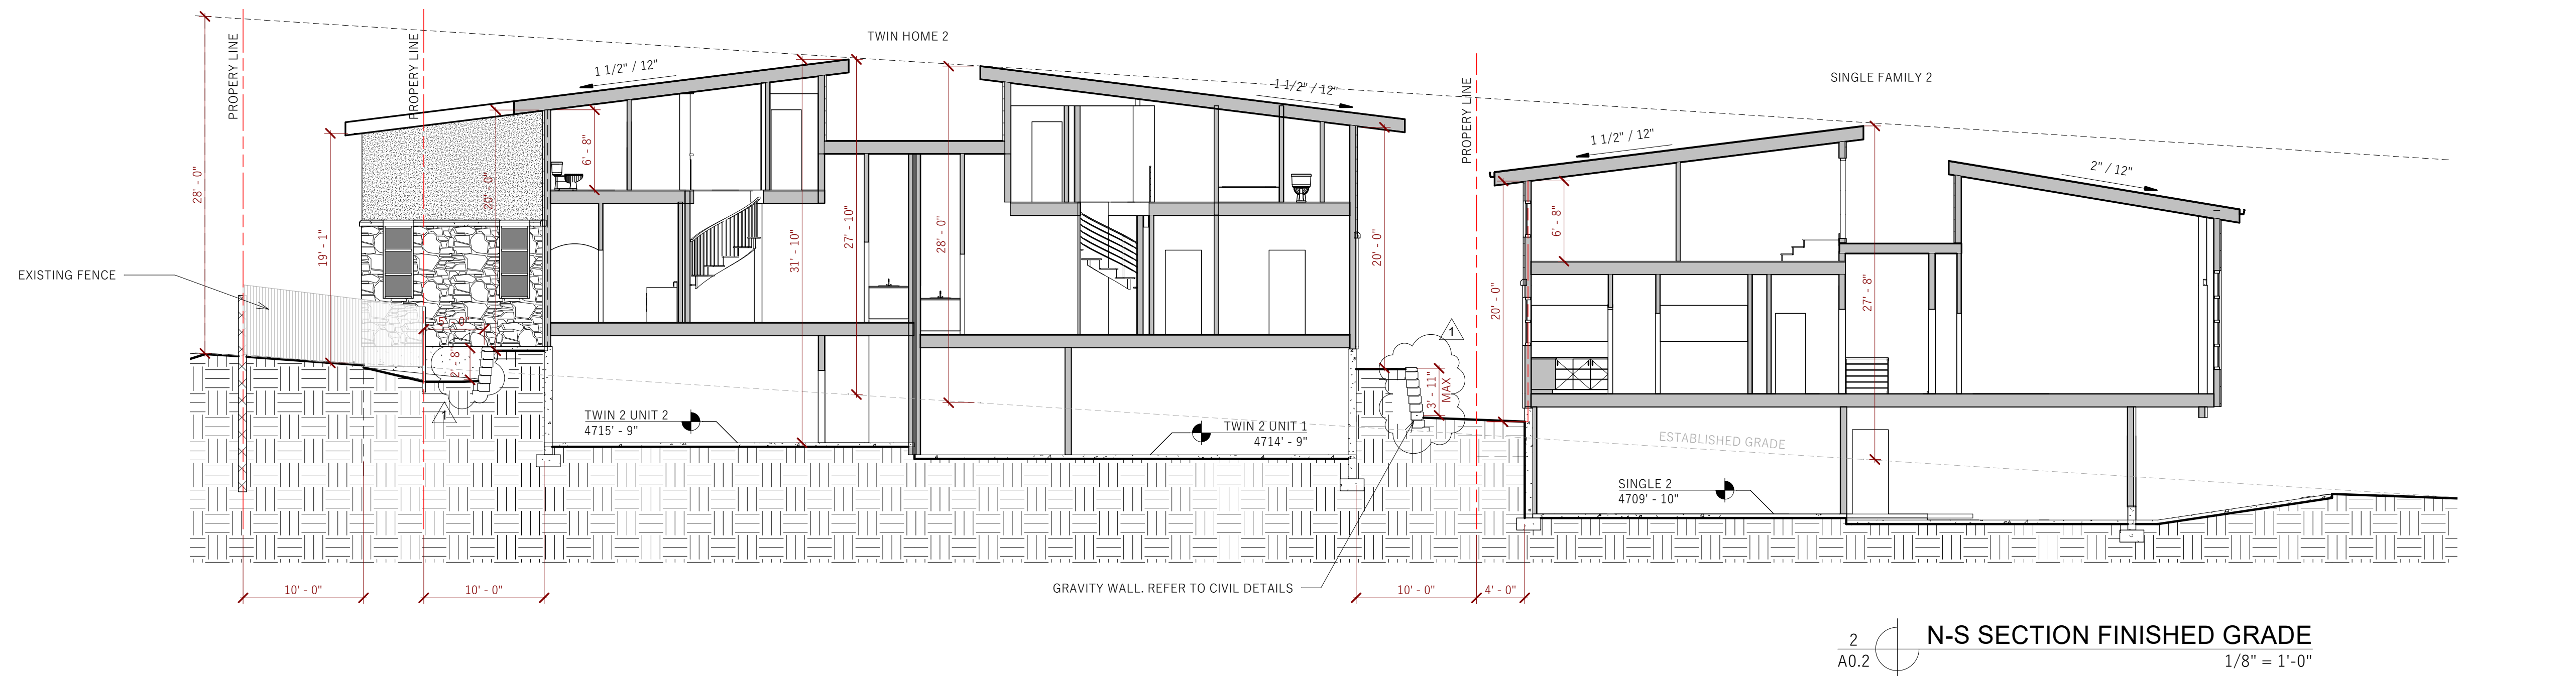 TWIN HOME 2
SINGLE FAMILY 2
PROPERY LINE
PROPERY LINE
PROPERY LINE
1 1/2" / 12"
1 1/2" / 12"
1 1/2" / 12"
2" / 12"
28' - 0"
19' - 1"
20' - 0"
6' - 8"
31' - 10"
27' - 10"
28' - 0"
20' - 0"
20' - 0"
6' - 8"
27' - 8"
EXISTING FENCE
5' - 0"
2' - 8"
1
1
3' - 11"
MAX
TWIN 2 UNIT 2
4715' - 9"
TWIN 2 UNIT 1
4714' - 9"
ESTABLISHED GRADE
SINGLE 2
4709' - 10"
10' - 0"
10' - 0"
GRAVITY WALL. REFER TO CIVIL DETAILS
10' - 0"
4' - 0"
2
A0.2
N-S SECTION FINISHED GRADE
1/8" = 1'-0"